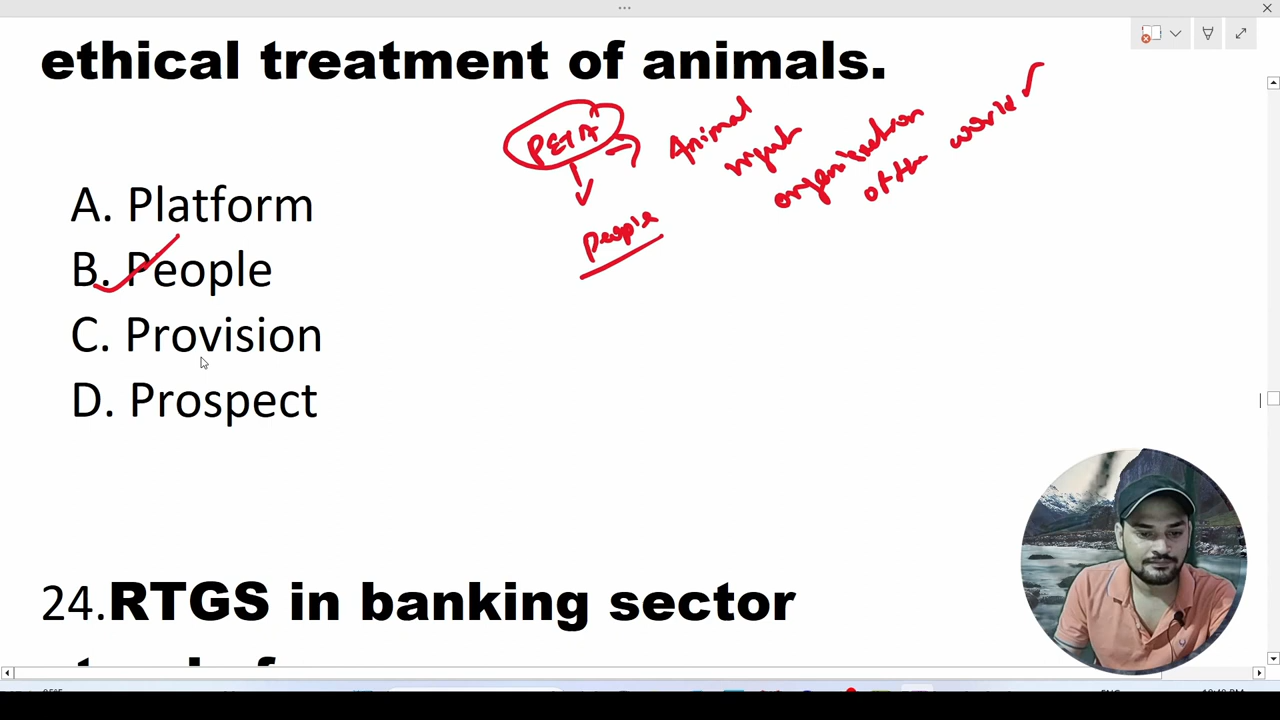 ethical treatment of animals.
PETA
Animal
right
organisation
of the world
People
A. Platform
B. People
C. Provision
D. Prospect
24.RTGS in banking sector